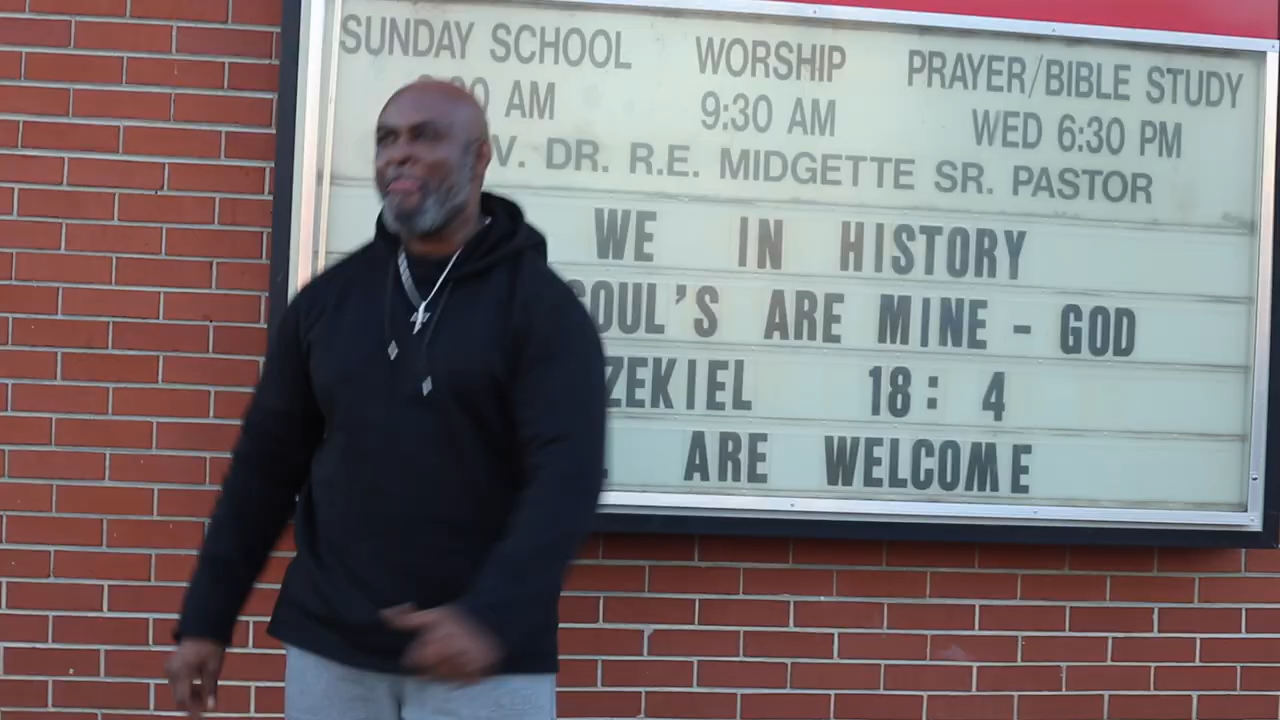 SUNDAY SCHOOL WORSHIP PRAYER/BIBLE STUDY
AM 9:30 AM WED 6:30 PM
DR. R.E. MIDGETTE SR. PASTOR
WE IN HISTORY
SOUL'S ARE MINE - GOD
ZEKIEL 18: 4
ARE WELCOME